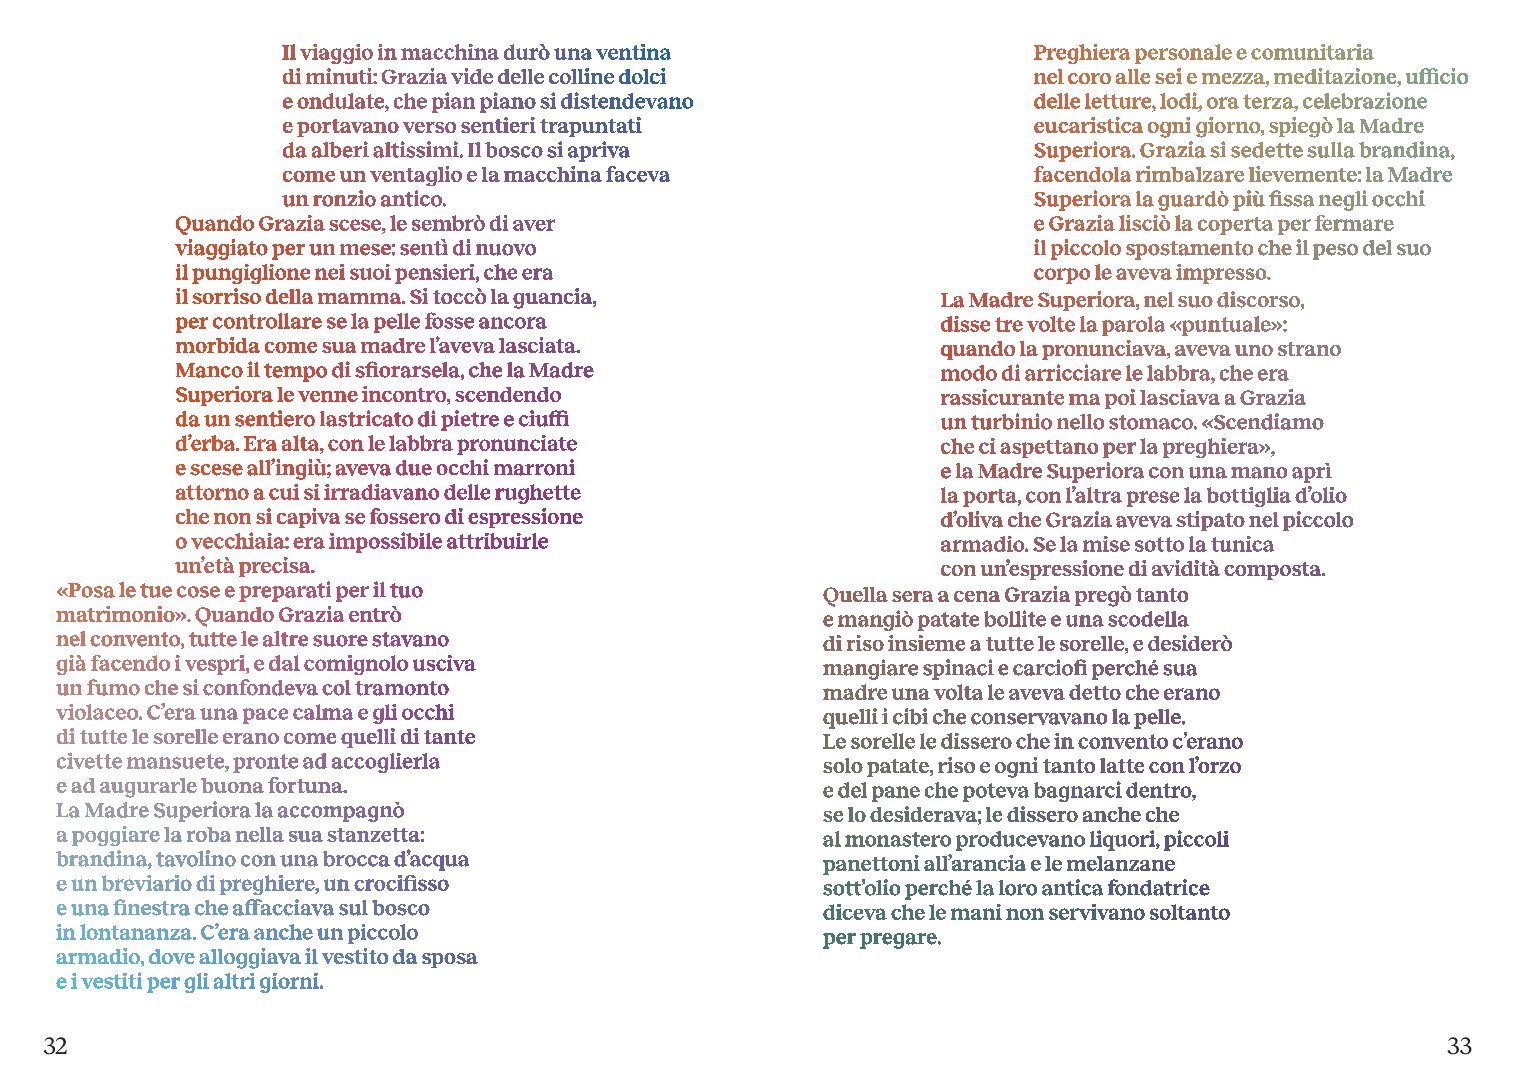 Il viaggio in macchina durò una ventina
di minuti: Grazia vide delle colline dolci
e ondulate, che pian piano si distendevano
e portavano verso sentieri trapuntati
da alberi altissimi. Il bosco si apriva
come un ventaglio e la macchina faceva
un ronzio antico.
Quando Grazia scese, le sembrò di aver
viaggiato per un mese: sentì di nuovo
il pungiglione nei suoi pensieri, che era
il sorriso della mamma. Si toccò la guancia,
per controllare se la pelle fosse ancora
morbida come sua madre l’aveva lasciata.
Manco il tempo di sfiorarsela, che la Madre
Superiora le venne incontro, scendendo
da un sentiero lastricato di pietre e ciuffi
d’erba. Era alta, con le labbra pronunciate
e scese all’ingiù; aveva due occhi marroni
attorno a cui si irradiavano delle rughette
che non si capiva se fossero di espressione
o vecchiaia: era impossibile attribuirle
un’età precisa.
«Posa le tue cose e preparati per il tuo
matrimonio». Quando Grazia entrò
nel convento, tutte le altre suore stavano
già facendo i vespri, e dal comignolo usciva
un fumo che si confondeva col tramonto
violaceo. C’era una pace calma e gli occhi
di tutte le sorelle erano come quelli di tante
civette mansuete, pronte ad accoglierla
e ad augurarle buona fortuna.
La Madre Superiora la accompagnò
a poggiare la roba nella sua stanzetta:
brandina, tavolino con una brocca d’acqua
e un breviario di preghiere, un crocifisso
e una finestra che affacciava sul bosco
in lontananza. C’era anche un piccolo
armadio, dove alloggiava il vestito da sposa
e i vestiti per gli altri giorni.
32
Preghiera personale e comunitaria
nel coro alle sei e mezza, meditazione, ufficio
delle letture, lodi, ora terza, celebrazione
eucaristica ogni giorno, spiegò la Madre
Superiora. Grazia si sedette sulla brandina,
facendola rimbalzare lievemente: la Madre
Superiora la guardò più fissa negli occhi
e Grazia lisciò la coperta per fermare
il piccolo spostamento che il peso del suo
corpo le aveva impresso.
La Madre Superiora, nel suo discorso,
disse tre volte la parola «puntuale»:
quando la pronunciava, aveva uno strano
modo di arricciare le labbra, che era
rassicurante ma poi lasciava a Grazia
un turbinio nello stomaco. «Scendiamo
che ci aspettano per la preghiera»,
e la Madre Superiora con una mano aprì
la porta, con l’altra prese la bottiglia d’olio
d’oliva che Grazia aveva stipato nel piccolo
armadio. Se la mise sotto la tunica
con un’espressione di avidità composta.
Quella sera a cena Grazia pregò tanto
e mangiò patate bollite e una scodella
di riso insieme a tutte le sorelle, e desiderò
mangiare spinaci e carciofi perché sua
madre una volta le aveva detto che erano
quelli i cibi che conservavano la pelle.
Le sorelle le dissero che in convento c’erano
solo patate, riso e ogni tanto latte con l’orzo
e del pane che poteva bagnarci dentro,
se lo desiderava; le dissero anche che
al monastero producevano liquori, piccoli
panettoni all’arancia e le melanzane
sott’olio perché la loro antica fondatrice
diceva che le mani non servivano soltanto
per pregare.
33